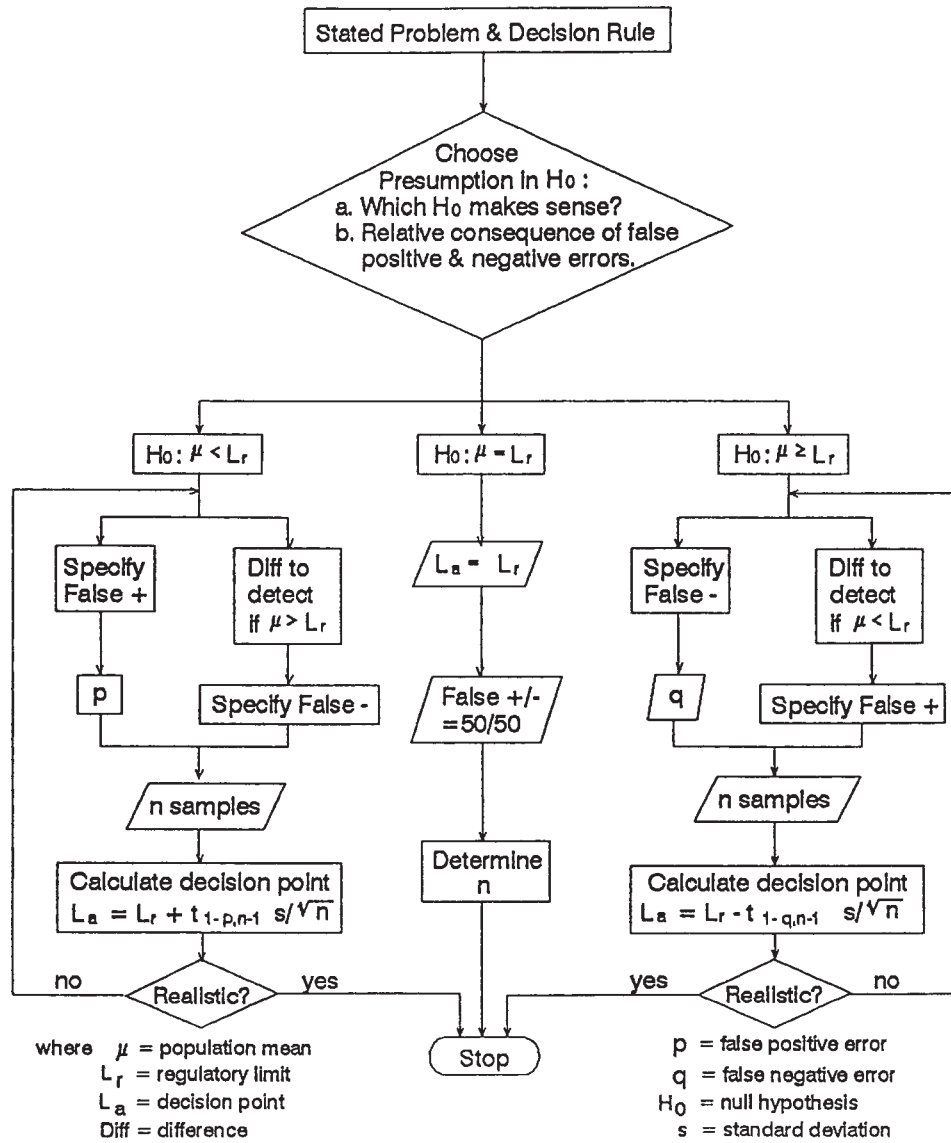 Stated Problem & Decision Rule
Choose
Presumption in H₀ :
a. Which H₀ makes sense?
b. Relative consequence of false
positive & negative errors.
H₀ : μ < Lᵣ
H₀ : μ = Lᵣ
H₀ : μ ≥ Lᵣ
Specify
False +
Diff to
detect
if μ > Lᵣ
p
Specify False -
n samples
Calculate decision point
Lₐ = Lᵣ + t 1-p,n-1 s/√n
Realistic?
no
yes
Lₐ = Lᵣ
False +/-
=50/50
Determine
n
Stop
Specify
False -
Diff to
detect
if μ < Lᵣ
q
Specify False +
n samples
Calculate decision point
Lₐ = Lᵣ - t 1-q,n-1 s/√n
Realistic?
yes
no
where μ = population mean
Lᵣ = regulatory limit
Lₐ = decision point
Diff = difference
p = false positive error
q = false negative error
H₀ = null hypothesis
s = standard deviation